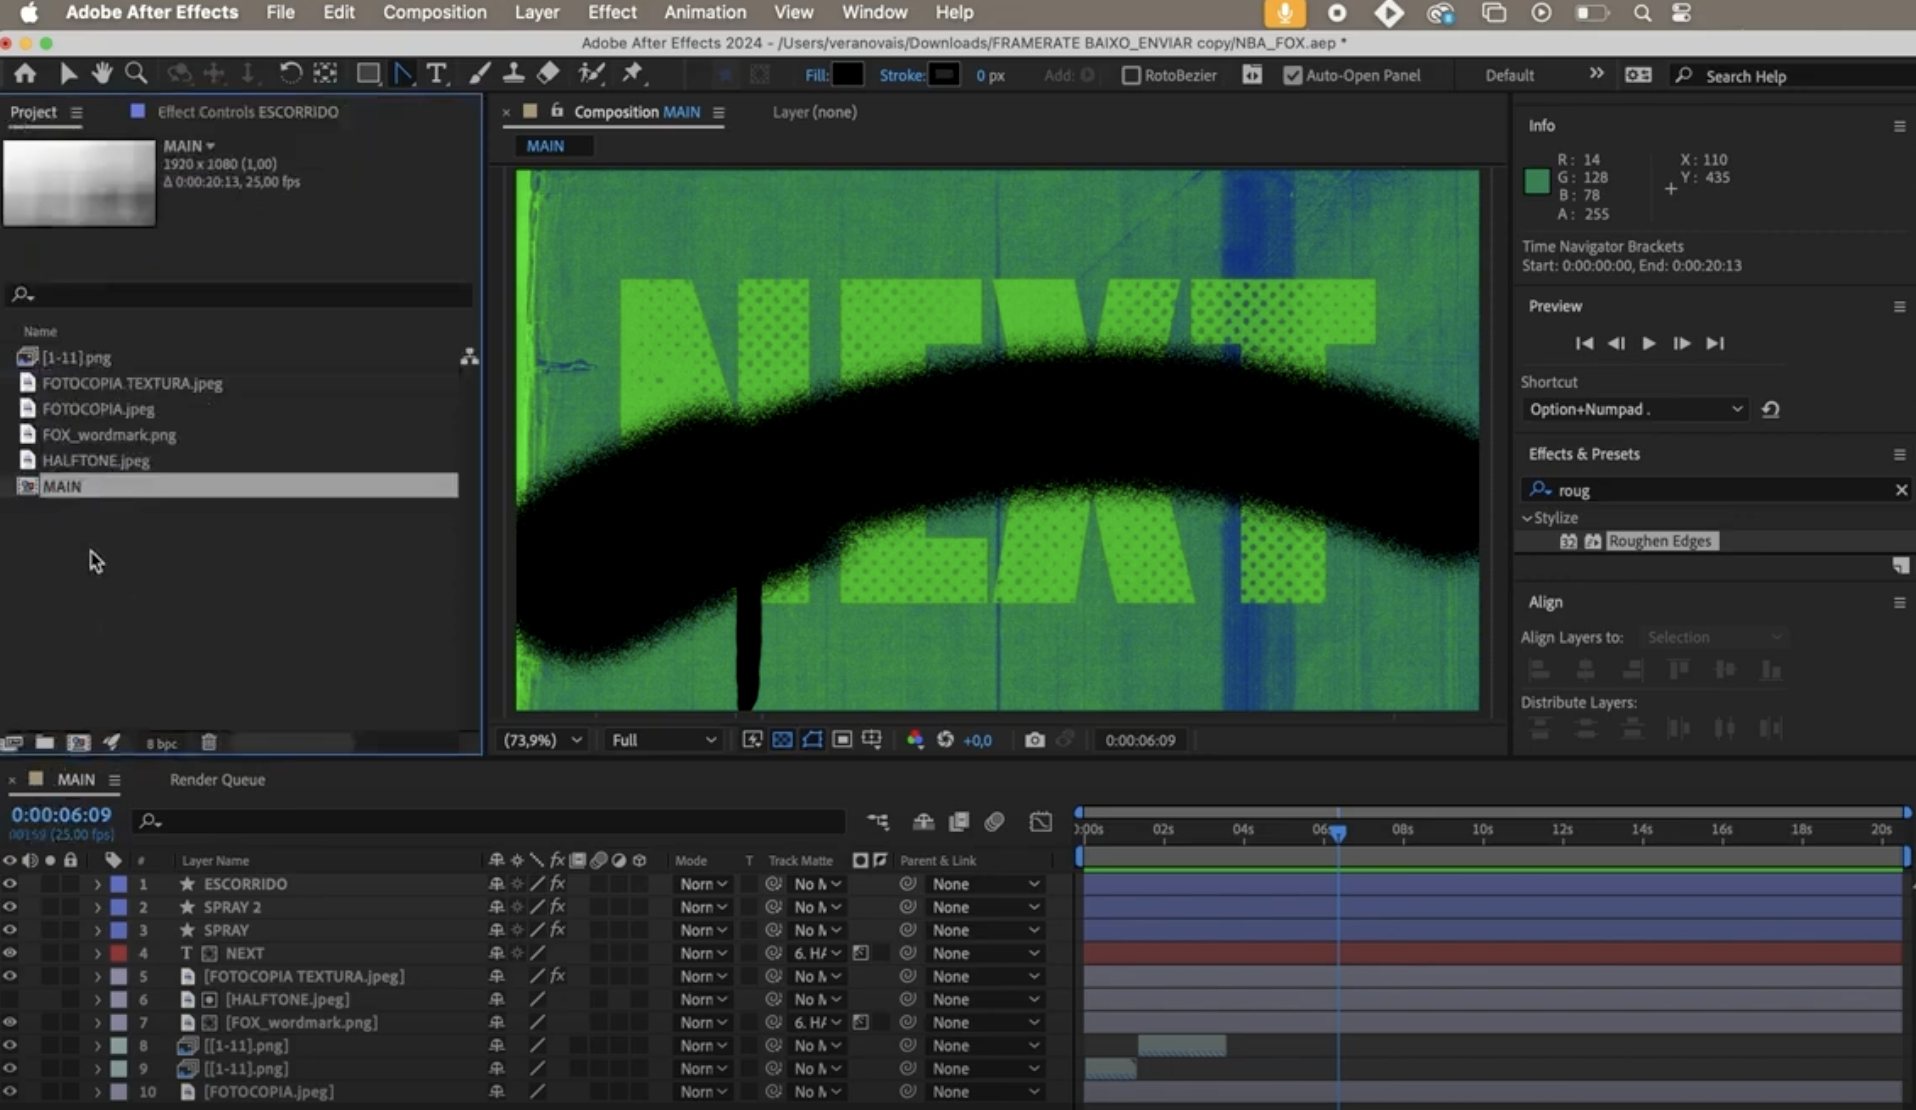 Adobe After Effects File Edit Composition Layer Effect Animation View Window Help
Adobe After Effects 2024 - /Users/veranovais/Downloads/FRAMERATE BAIXO_ENVIAR copy/NBA_FOX.aep *
Fill: Stroke: 0 px Add: RotoBezier Auto-Open Panel Default Search Help
Project Effect Controls ESCORRIDO
MAIN
1920 x 1080 (1,00)
Δ 0:00:20:13, 25,00 fps
Name
[1-11].png
FOTOCOPIA TEXTURA.jpeg
FOTOCOPIA.jpeg
FOX_wordmark.png
HALFTONE.jpeg
MAIN
8 bpc
Composition MAIN Layer (none)
MAIN
NEXT
(73,9%) Full +0,0 0:00:06:09
Info
R: 14 X: 110
G: 128 Y: 435
B: 78
A: 255
Time Navigator Brackets
Start: 0:00:00:00, End: 0:00:20:13
Preview
Shortcut
Option+Numpad .
Effects & Presets
roug
Stylize
32 Roughen Edges
Align
Align Layers to: Selection
Distribute Layers:
MAIN Render Queue
0:00:06:09
00159 (25.00 fps)
:00s 02s 04s 06s 08s 10s 12s 14s 16s 18s 20s
# Layer Name fx Mode T Track Matte Parent & Link
1 ESCORRIDO fx Norn No M None
2 SPRAY 2 fx Norn No M None
3 SPRAY fx Norn No M None
4 T NEXT Norn 6. HA None
5 [FOTOCOPIA TEXTURA.jpeg] fx Norn No M None
6 [HALFTONE.jpeg] Norn No M None
7 [FOX_wordmark.png] Norn 6. HA None
8 [[1-11].png] Norn No M None
9 [[1-11].png] Norn No M None
10 [FOTOCOPIA.jpeg] Norn No M None